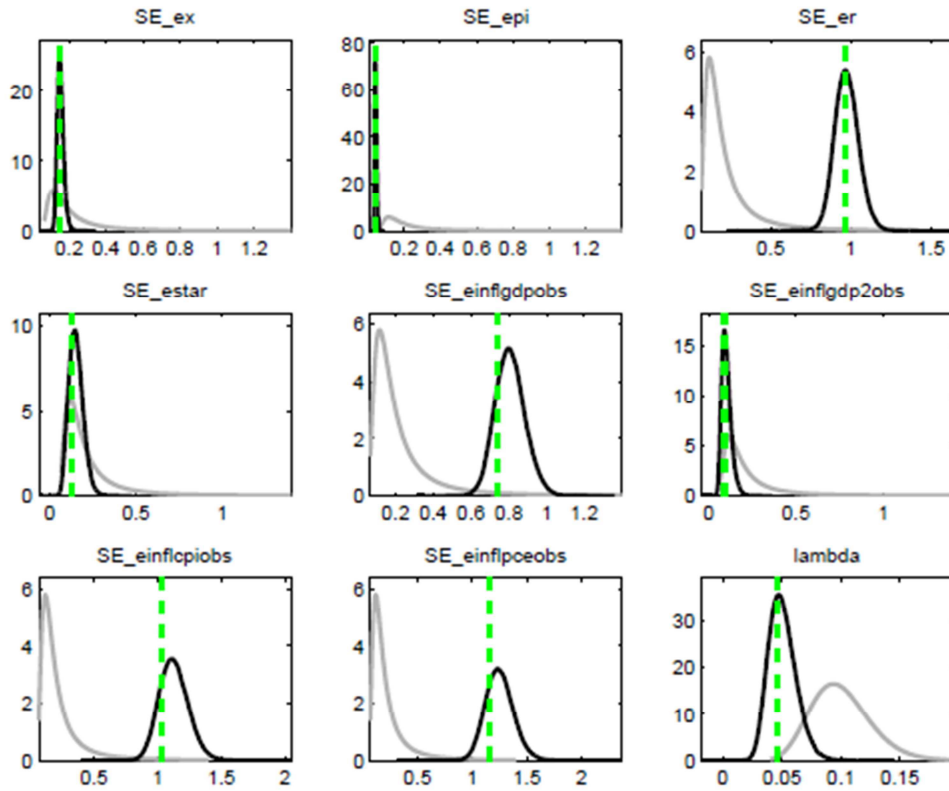 SE_ex SE_epi SE_er
20 80 6
10 60 4
0 40 2
0.2 0.4 0.6 0.8 1 1.2 20 0
0 0.5 1 1.5
0.2 0.4 0.6 0.8 1 1.2
SE_estar SE_einflgdpobs SE_einflgdp2obs
10 6 15
5 4 10
0 2 5
0 0.5 1 0 0
0.2 0.4 0.6 0.8 1 1.2 0 0.5 1
SE_einflcpiobs SE_einflpceobs lambda
6 6 30
4 4 20
2 2 10
0 0 0
0.5 1 1.5 2 0.5 1 1.5 2 0 0.05 0.1 0.15